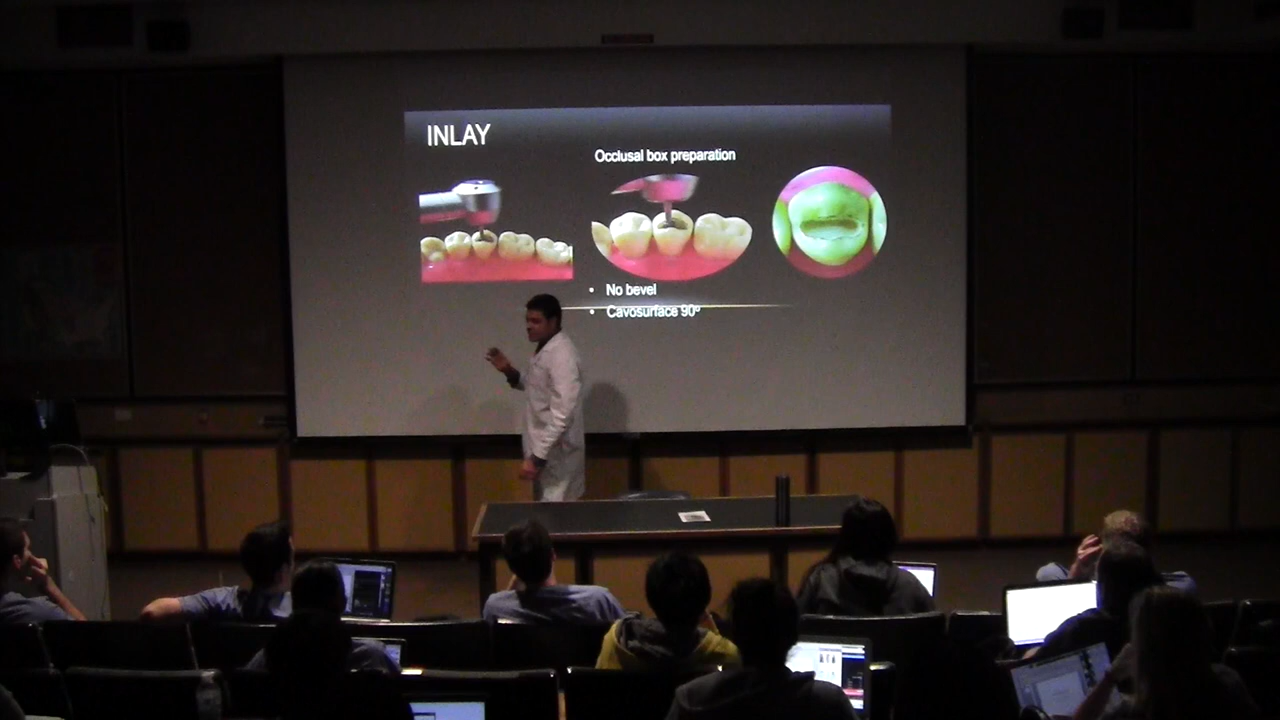 INLAY
Occlusal box preparation
• No bevel
• Cavosurface 90º